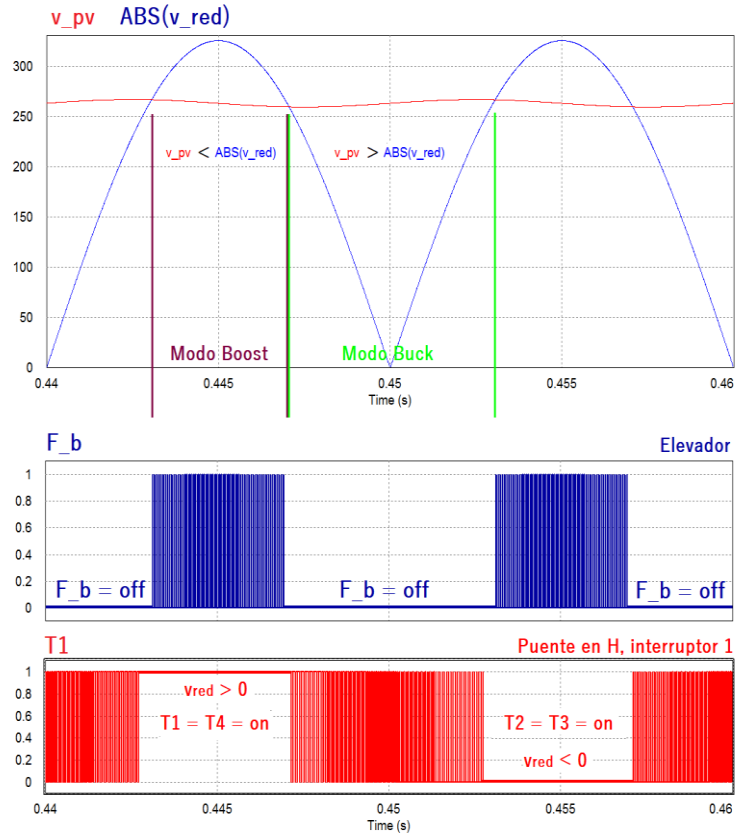 v_pv ABS(v_red)
300
250
200
150
100
50
0
v_pv < ABS(v_red) v_pv > ABS(v_red)
Modo Boost Modo Buck
0.44 0.445 0.45 0.455 0.46
Time (s)
F_b Elevador
1
0.8
0.6
0.4
0.2
0
F_b = off F_b = off F_b = off
T1 Puente en H, interruptor 1
1
0.8
0.6
0.4
0.2
0
vred > 0
T1 = T4 = on T2 = T3 = on
vred < 0
0.44 0.445 0.45 0.455 0.46
Time (s)